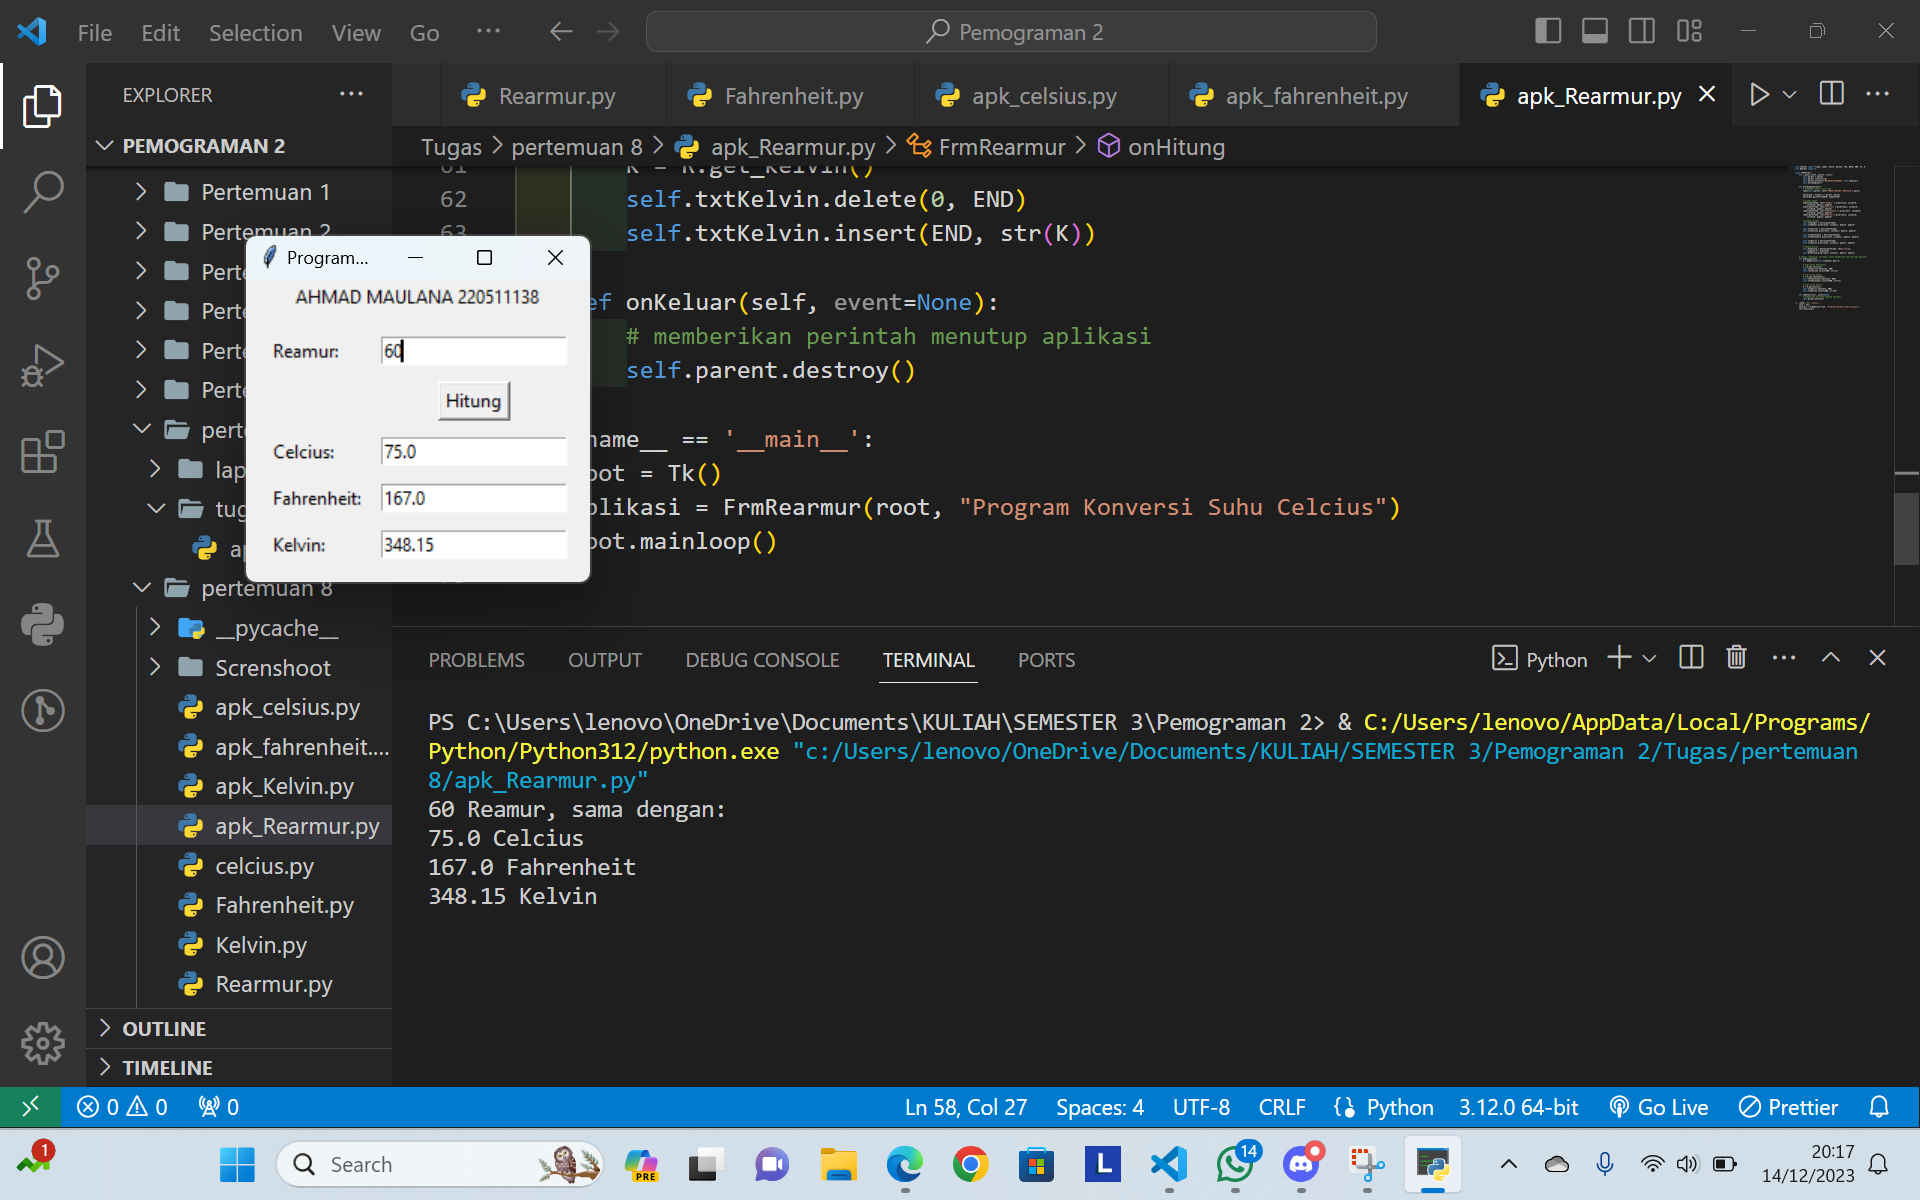 File Edit Selection View Go ...
Pemograman 2
EXPLORER
Rearmur.py
Fahrenheit.py
apk_celsius.py
apk_fahrenheit.py
apk_Rearmur.py
PEMOGRAMAN 2
Tugas > pertemuan 8 > apk_Rearmur.py > FrmRearmur > onHitung
Pertemuan 1
Pertemuan 2
Perte
Perte
Perte
Perte
pert
lap
tug
ap
pertemuan 8
__pycache__
Screnshoot
apk_celsius.py
apk_fahrenheit....
apk_Kelvin.py
apk_Rearmur.py
celcius.py
Fahrenheit.py
Kelvin.py
Rearmur.py
OUTLINE
TIMELINE
61 K = R.get_Kelvin()
62 self.txtKelvin.delete(0, END)
63 self.txtKelvin.insert(END, str(K))
ef onKeluar(self, event=None):
# memberikan perintah menutup aplikasi
self.parent.destroy()
name__ == '__main__':
oot = Tk()
plikasi = FrmRearmur(root, "Program Konversi Suhu Celcius")
oot.mainloop()
Program...
AHMAD MAULANA 220511138
Reamur: 60
Hitung
Celcius: 75.0
Fahrenheit: 167.0
Kelvin: 348.15
PROBLEMS OUTPUT DEBUG CONSOLE TERMINAL PORTS
Python
PS C:\Users\lenovo\OneDrive\Documents\KULIAH\SEMESTER 3\Pemograman 2> & C:/Users/lenovo/AppData/Local/Programs/
Python/Python312/python.exe "c:/Users/lenovo/OneDrive/Documents/KULIAH/SEMESTER 3/Pemograman 2/Tugas/pertemuan
8/apk_Rearmur.py"
60 Reamur, sama dengan:
75.0 Celcius
167.0 Fahrenheit
348.15 Kelvin
0 0 0
Ln 58, Col 27 Spaces: 4 UTF-8 CRLF Python 3.12.0 64-bit Go Live Prettier
1
Search
PRE
L
14
20:17
14/12/2023